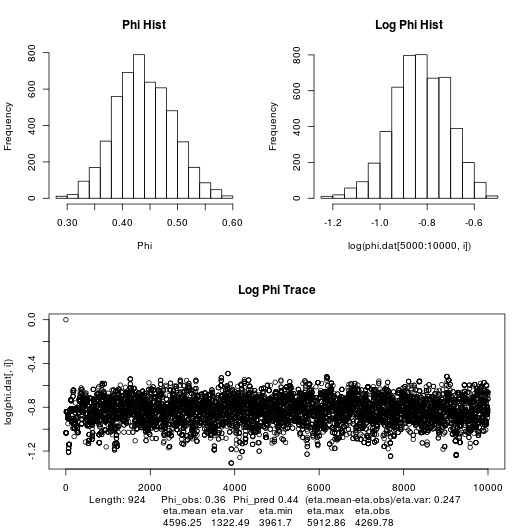 Phi Hist
Log Phi Hist
Frequency
0
200
400
600
800
0.30
0.40
0.50
0.60
Phi
Frequency
0
200
400
600
800
-1.2
-1.0
-0.8
-0.6
log(phi.dat[5000:10000, i])
Log Phi Trace
log(phi.dat[, i])
0.0
-0.4
-0.8
-1.2
0
2000
4000
6000
8000
10000
Length: 924 Phi_obs: 0.36 Phi_pred 0.44 (eta.mean-eta.obs)/eta.var: 0.247
eta.mean eta.var eta.min eta.max eta.obs
4596.25 1322.49 3961.7 5912.86 4269.78